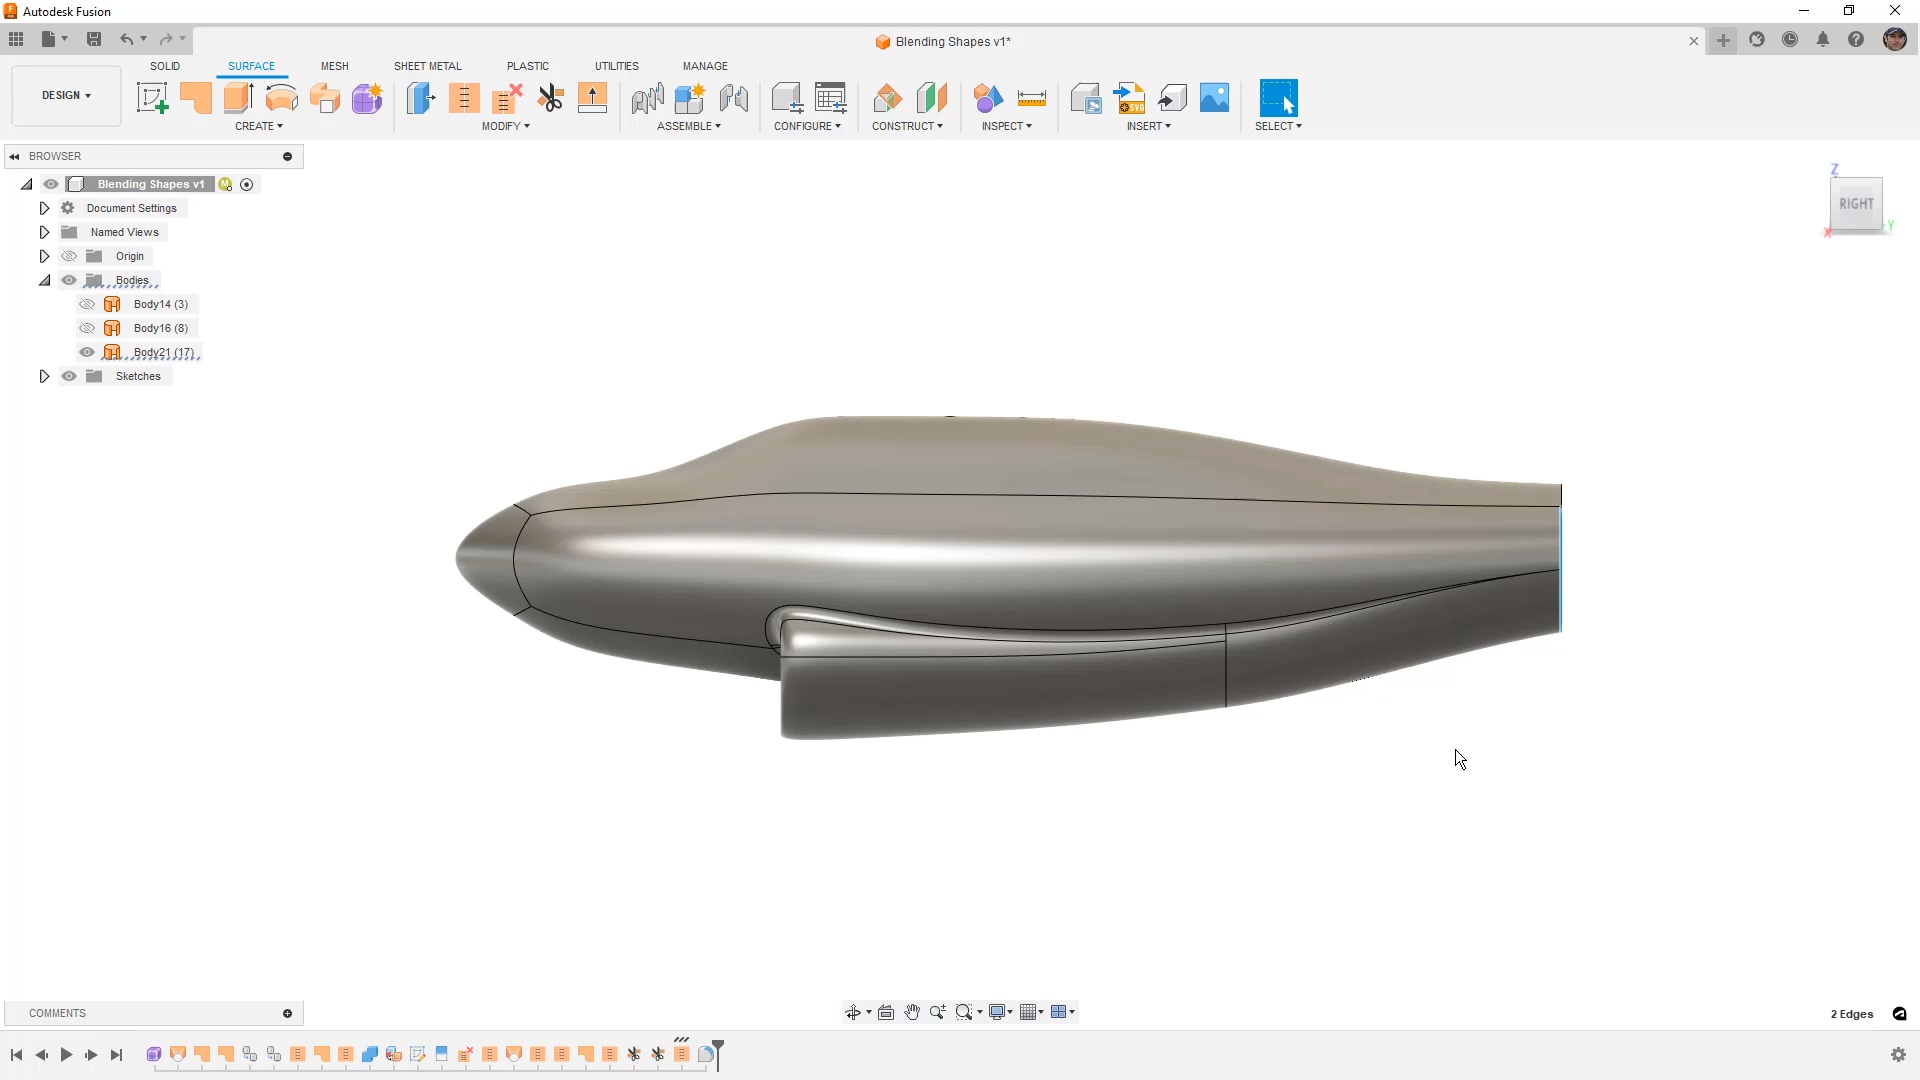 Autodesk Fusion
Blending Shapes v1*
SOLID SURFACE MESH SHEET METAL PLASTIC UTILITIES MANAGE
DESIGN
CREATE MODIFY ASSEMBLE CONFIGURE CONSTRUCT INSPECT INSERT SELECT
BROWSER
Blending Shapes v1
Document Settings
Named Views
Origin
Bodies
Body14 (3)
Body16 (8)
Body21 (17)
Sketches
Z
RIGHT
X
Y
COMMENTS
2 Edges